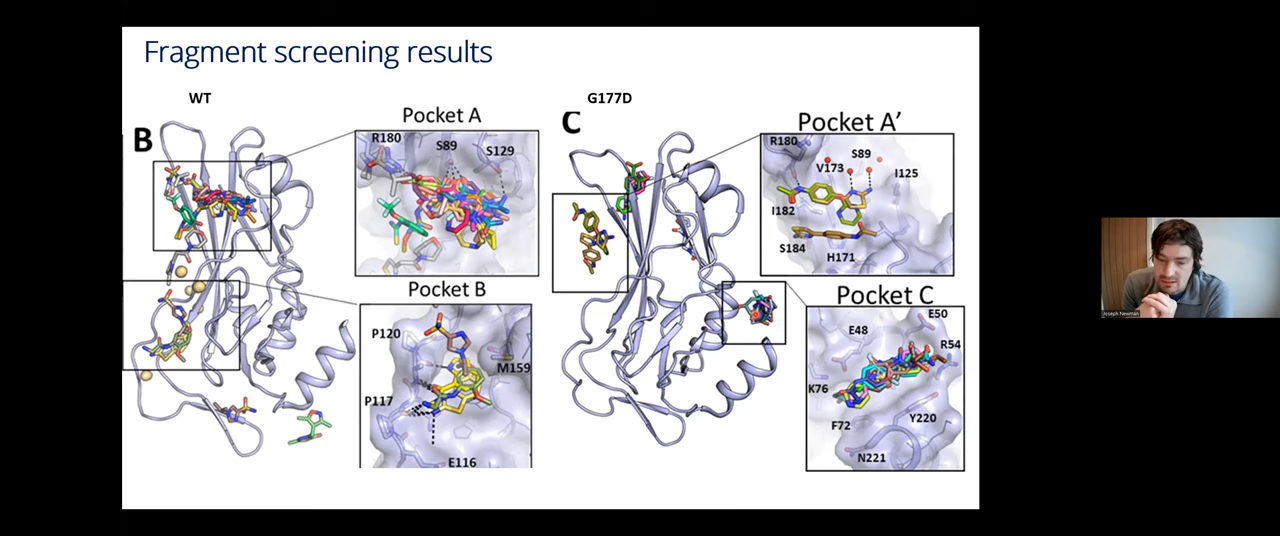 Fragment screening results
WT
B
Pocket A
R180
S89
S129
Pocket B
P120
M159
P117
E116
G177D
C
Pocket A'
R180
S89
V173
I125
I182
S184
H171
Pocket C
E50
E48
R54
K76
F72
Y220
N221
Joseph Newman